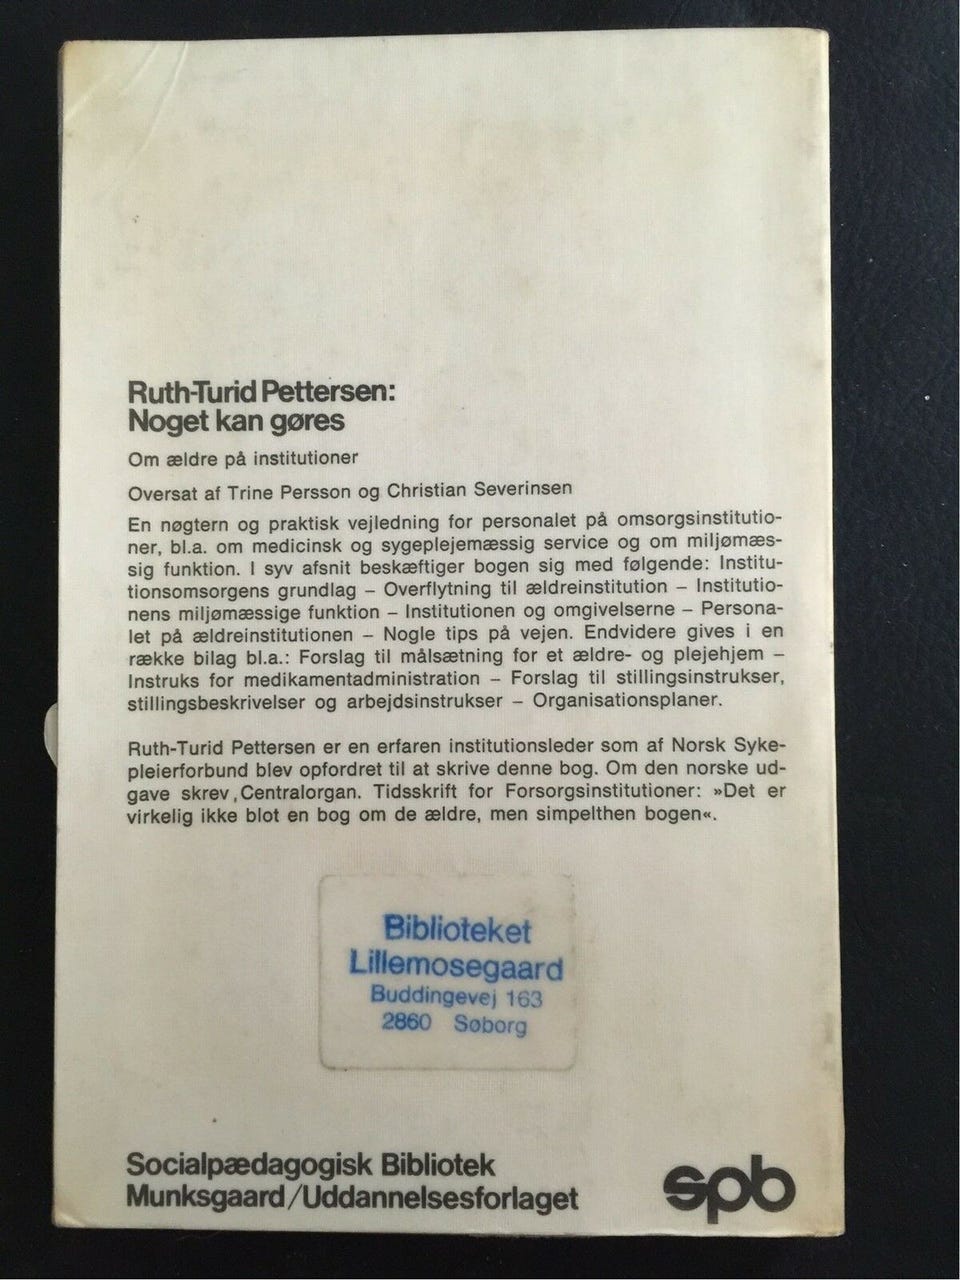 Ruth-Turid Pettersen:
Noget kan gøres
Om ældre på institutioner
Oversat af Trine Persson og Christian Severinsen
En nøgtern og praktisk vejledning for personalet på omsorgsinstitutio-
ner, bl.a. om medicinsk og sygeplejemæssig service og om miljømæs-
sig funktion. I syv afsnit beskæftiger bogen sig med følgende: Institu-
tionsomsorgens grundlag – Overflytning til ældreinstitution – Institutio-
nens miljømæssige funktion – Institutionen og omgivelserne – Persona-
let på ældreinstitutionen – Nogle tips på vejen. Endvidere gives i en
række bilag bl.a.: Forslag til målsætning for et ældre- og plejehjem –
Instruks for medikamentadministration – Forslag til stillingsinstrukser,
stillingsbeskrivelser og arbejdsinstrukser – Organisationsplaner.
Ruth-Turid Pettersen er en erfaren institutionsleder som af Norsk Syke-
pleierforbund blev opfordret til at skrive denne bog. Om den norske ud-
gave skrev ,Centralorgan. Tidsskrift for Forsorgsinstitutioner: »Det er
virkelig ikke blot en bog om de ældre, men simpelthen bogen«.
Biblioteket
Lillemosegaard
Buddingevej 163
2860 Søborg
Socialpædagogisk Bibliotek
Munksgaard/Uddannelsesforlaget
spb